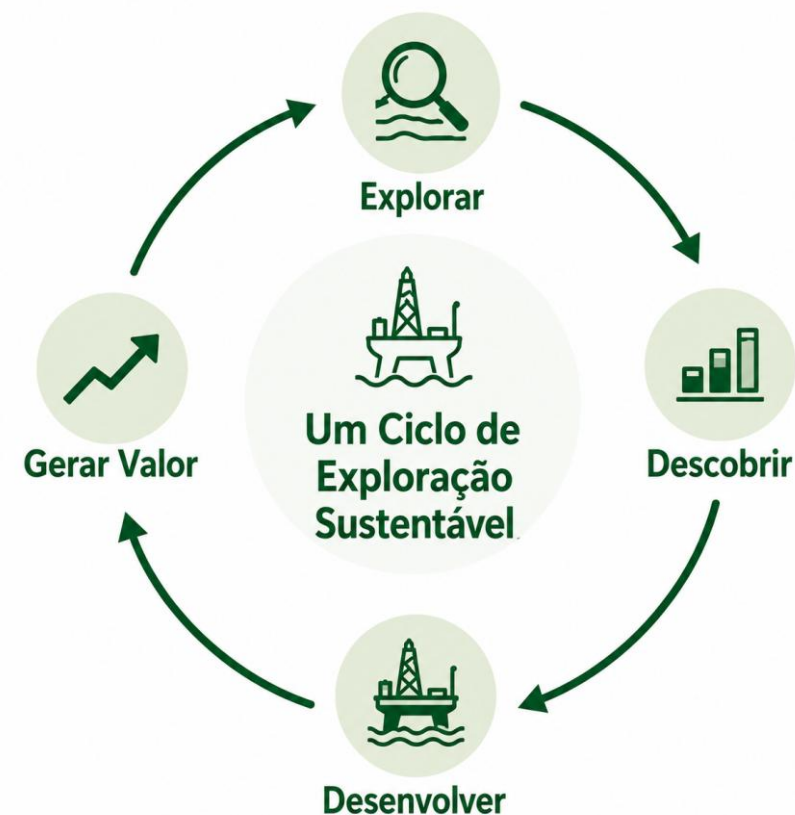 Explorar
Descobrir
Desenvolver
Gerar Valor
Um Ciclo de
Exploração
Sustentável